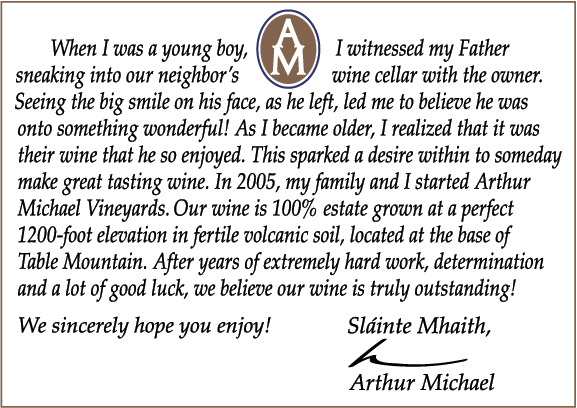 When I was a young boy, AM I witnessed my Father
sneaking into our neighbor's wine cellar with the owner.
Seeing the big smile on his face, as he left, led me to believe he was
onto something wonderful! As I became older, I realized that it was
their wine that he so enjoyed. This sparked a desire within to someday
make great tasting wine. In 2005, my family and I started Arthur
Michael Vineyards. Our wine is 100% estate grown at a perfect
1200-foot elevation in fertile volcanic soil, located at the base of
Table Mountain. After years of extremely hard work, determination
and a lot of good luck, we believe our wine is truly outstanding!
We sincerely hope you enjoy! Sláinte Mhaith,
Arthur Michael